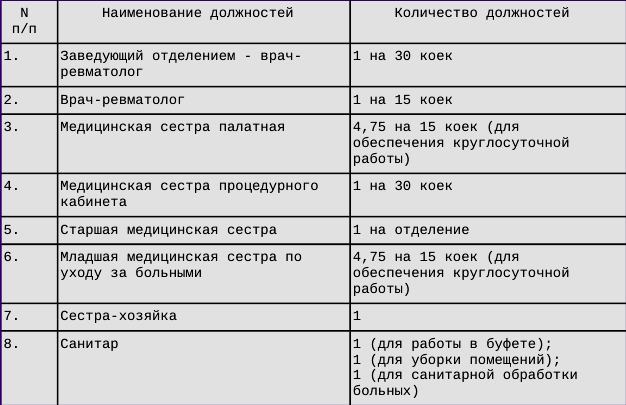 N Наименование должностей Количество должностей
п/п
1. Заведующий отделением - врач- 1 на 30 коек
ревматолог
2. Врач-ревматолог 1 на 15 коек
3. Медицинская сестра палатная 4,75 на 15 коек (для
обеспечения круглосуточной
работы)
4. Медицинская сестра процедурного 1 на 30 коек
кабинета
5. Старшая медицинская сестра 1 на отделение
6. Младшая медицинская сестра по 4,75 на 15 коек (для
уходу за больными обеспечения круглосуточной
работы)
7. Сестра-хозяйка 1
8. Санитар 1 (для работы в буфете);
1 (для уборки помещений);
1 (для санитарной обработки
больных)